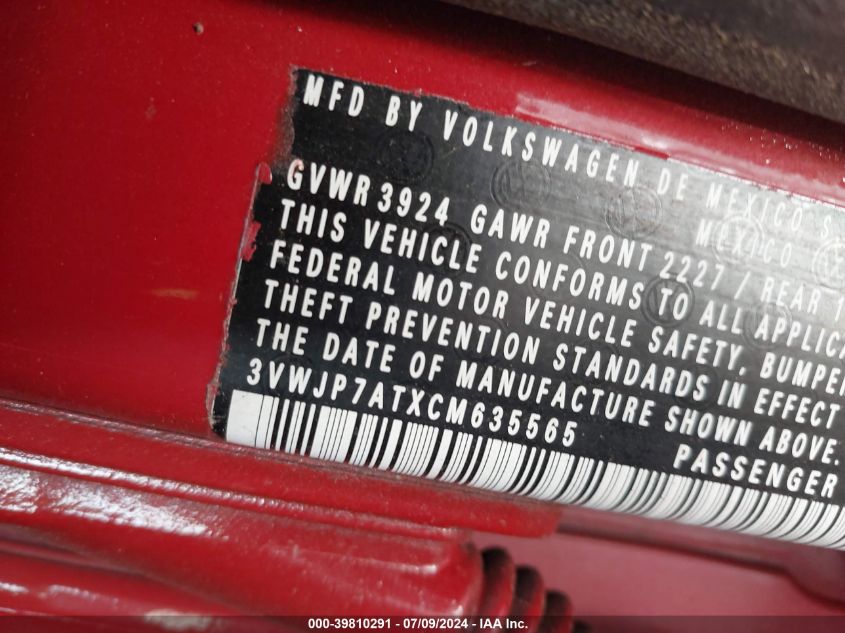 MFD BY VOLKSWAGEN DE MEXICO S
MEXICO
GVWR 3924 GAWR FRONT 2227 / REAR
THIS VEHICLE CONFORMS TO ALL
FEDERAL MOTOR VEHICLE SAFETY, BUMPER
THEFT PREVENTION STANDARDS IN EFFECT
THE DATE OF MANUFACTURE SHOWN ABOVE.
3VWJP7ATXCM635565
PASSENGER
000-39810291 - 07/09/2024 - IAA Inc.